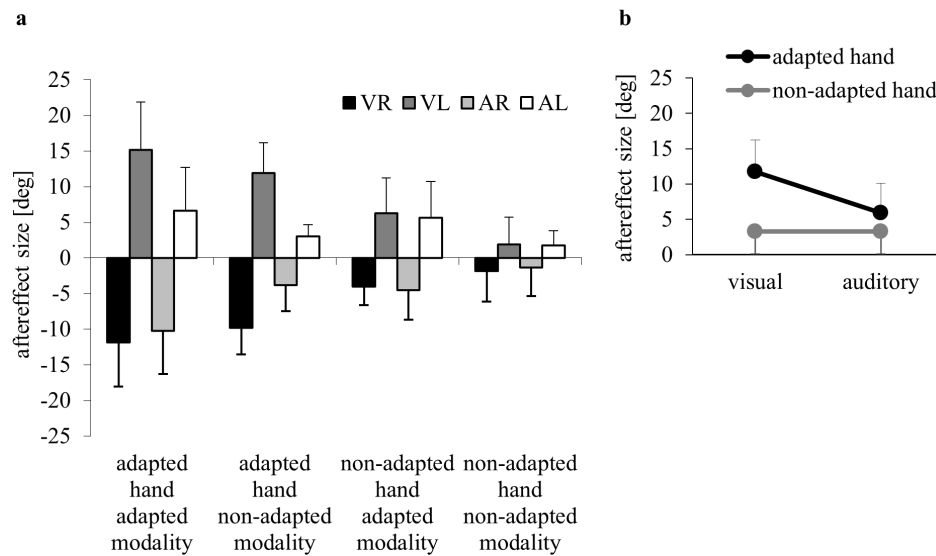 a
aftereffect size [deg]
25
20
15
10
5
0
-5
-10
-15
-20
-25
VR VL AR AL
adapted
hand
adapted
modality
adapted
hand
non-adapted
modality
non-adapted
hand
adapted
modality
non-adapted
hand
non-adapted
modality
b
adapted hand
non-adapted hand
aftereffect size [deg]
25
20
15
10
5
0
visual
auditory